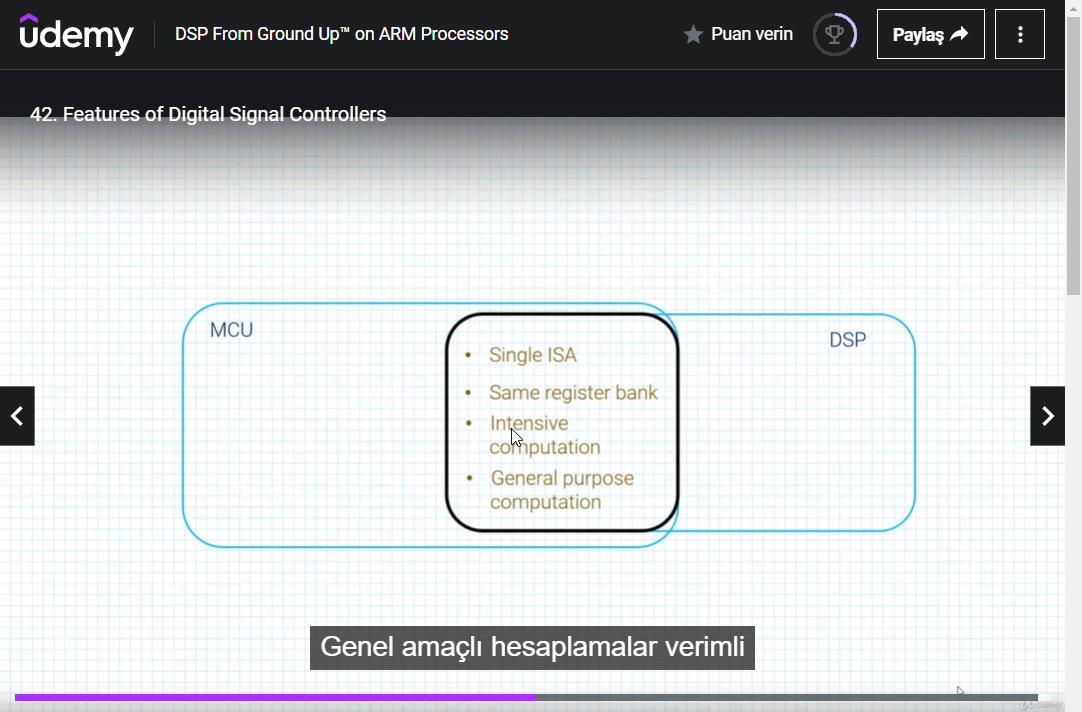 udemy
DSP From Ground Up™ on ARM Processors
Puan verin
Paylaş
42. Features of Digital Signal Controllers
MCU
DSP
• Single ISA
• Same register bank
• Intensive
computation
• General purpose
computation
Genel amaçlı hesaplamalar verimli
udemy